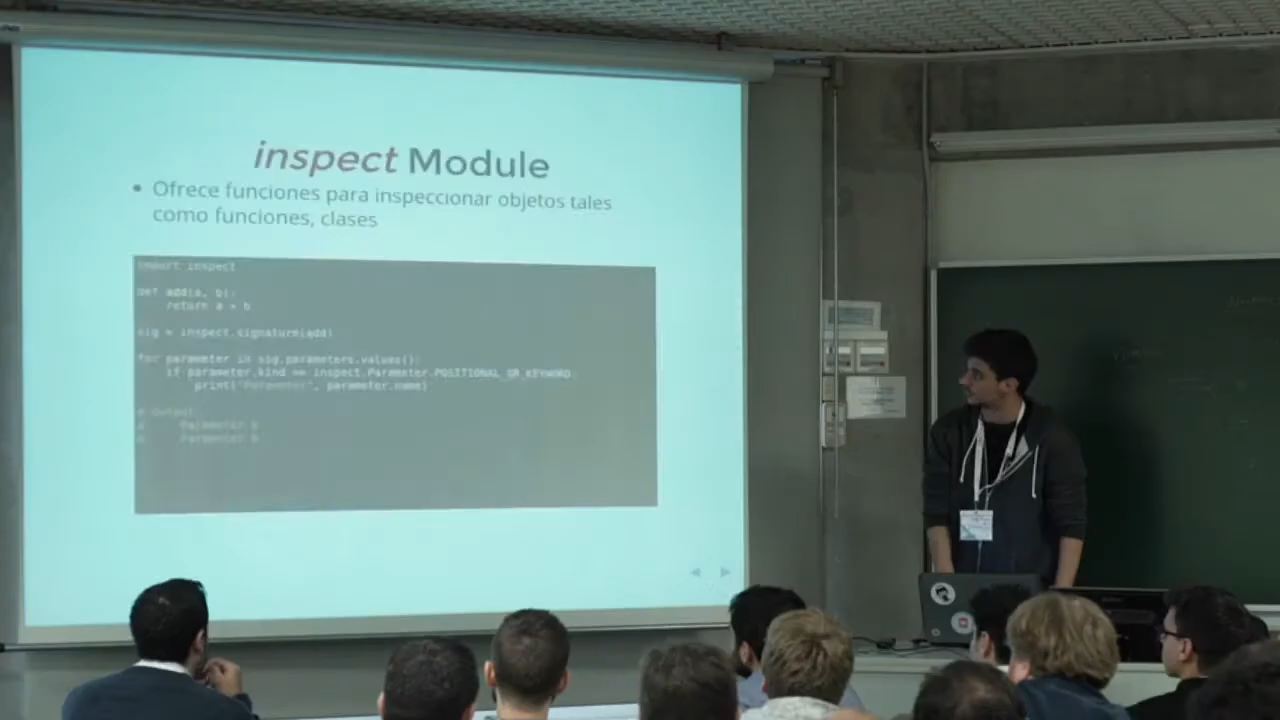 inspect Module
• Ofrece funciones para inspeccionar objetos tales
como funciones, clases
import inspect
def add(a, b):
return a + b
sig = inspect.signature(add)
for parameter in sig.parameters.values():
if parameter.kind == inspect.Parmeter.POSITIONAL_OR_KEYWORD:
print("Parameter", parameter.name)
# Output